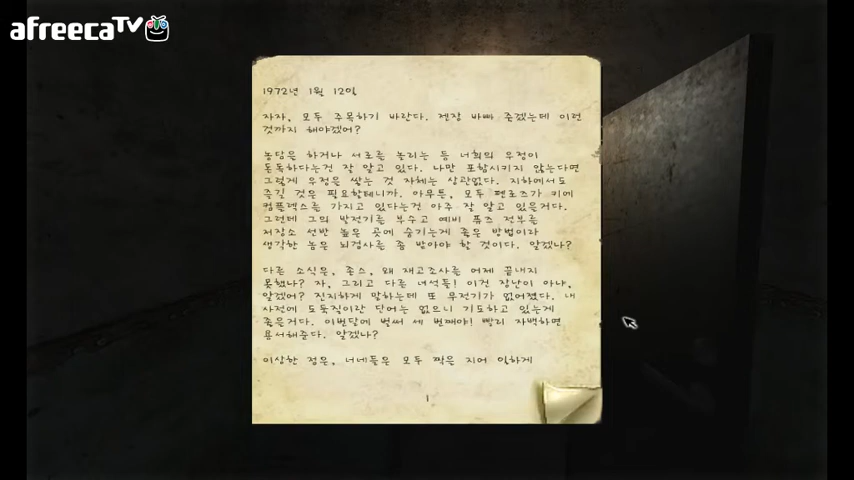 afreecaTV
1972년 1월 12일
자자, 모두 주목하기 바란다. 젠장 바빠 죽겠는데 이런
것까지 해야겠어?
농담은 하거나 서로를 놀리는 등 너희의 우정이
돈독하다는건 잘 알고 있다. 나만 포함시키지 않는다면
그렇게 우정을 쌓는 것 자체는 상관없다. 지하에서도
즐길 것은 필요할테니까. 아무튼, 모두 펜로즈가 키에
컴플렉스를 가지고 있다는건 아주 잘 알고 있을거다.
그런데 그의 발전기를 부수고 예비 퓨즈 전부를
저장소 선반 높은 곳에 숨기는게 좋은 방법이라
생각한 놈은 뇌검사를 좀 받아야 할 것이다. 알겠나?
다른 소식은, 존스, 왜 재고조사를 어제 끝내지
못했나? 자, 그리고 다른 녀석들! 이건 장난이 아냐,
알겠어? 진지하게 말하는데 또 무전기가 없어졌다. 내
사전에 도둑질이란 단어는 없으니 기도하고 있는게
좋을거다. 이번달에 벌써 세 번째야! 빨리 자백하면
용서해준다. 알겠나?
이상한 점은, 너네들은 모두 짝을 지어 일하게
1